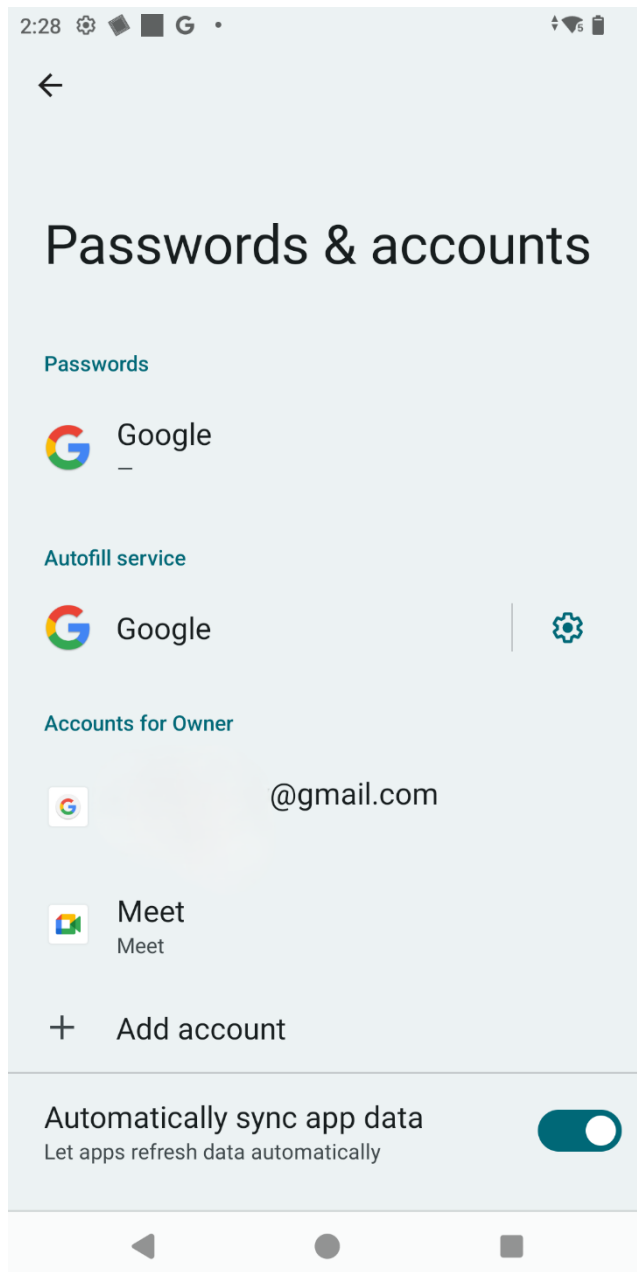 2:28
Passwords & accounts
Passwords
Google
—
Autofill service
Google
Accounts for Owner
@gmail.com
Meet
Meet
+ Add account
Automatically sync app data
Let apps refresh data automatically